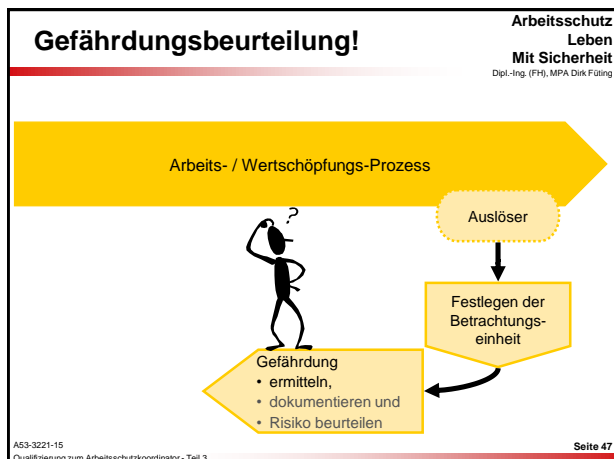 Gefährdungsbeurteilung!
Arbeitsschutz
Leben
Mit Sicherheit
Dipl.-Ing. (FH), MPA Dirk Füting
Arbeits- / Wertschöpfungs-Prozess
Auslöser
?
Festlegen der
Betrachtungs-
einheit
Gefährdung
• ermitteln,
• dokumentieren und
• Risiko beurteilen
A53-3221-15
Seite 47
Qualifizierung zum Arbeitsschutzkoordinator - Teil 3